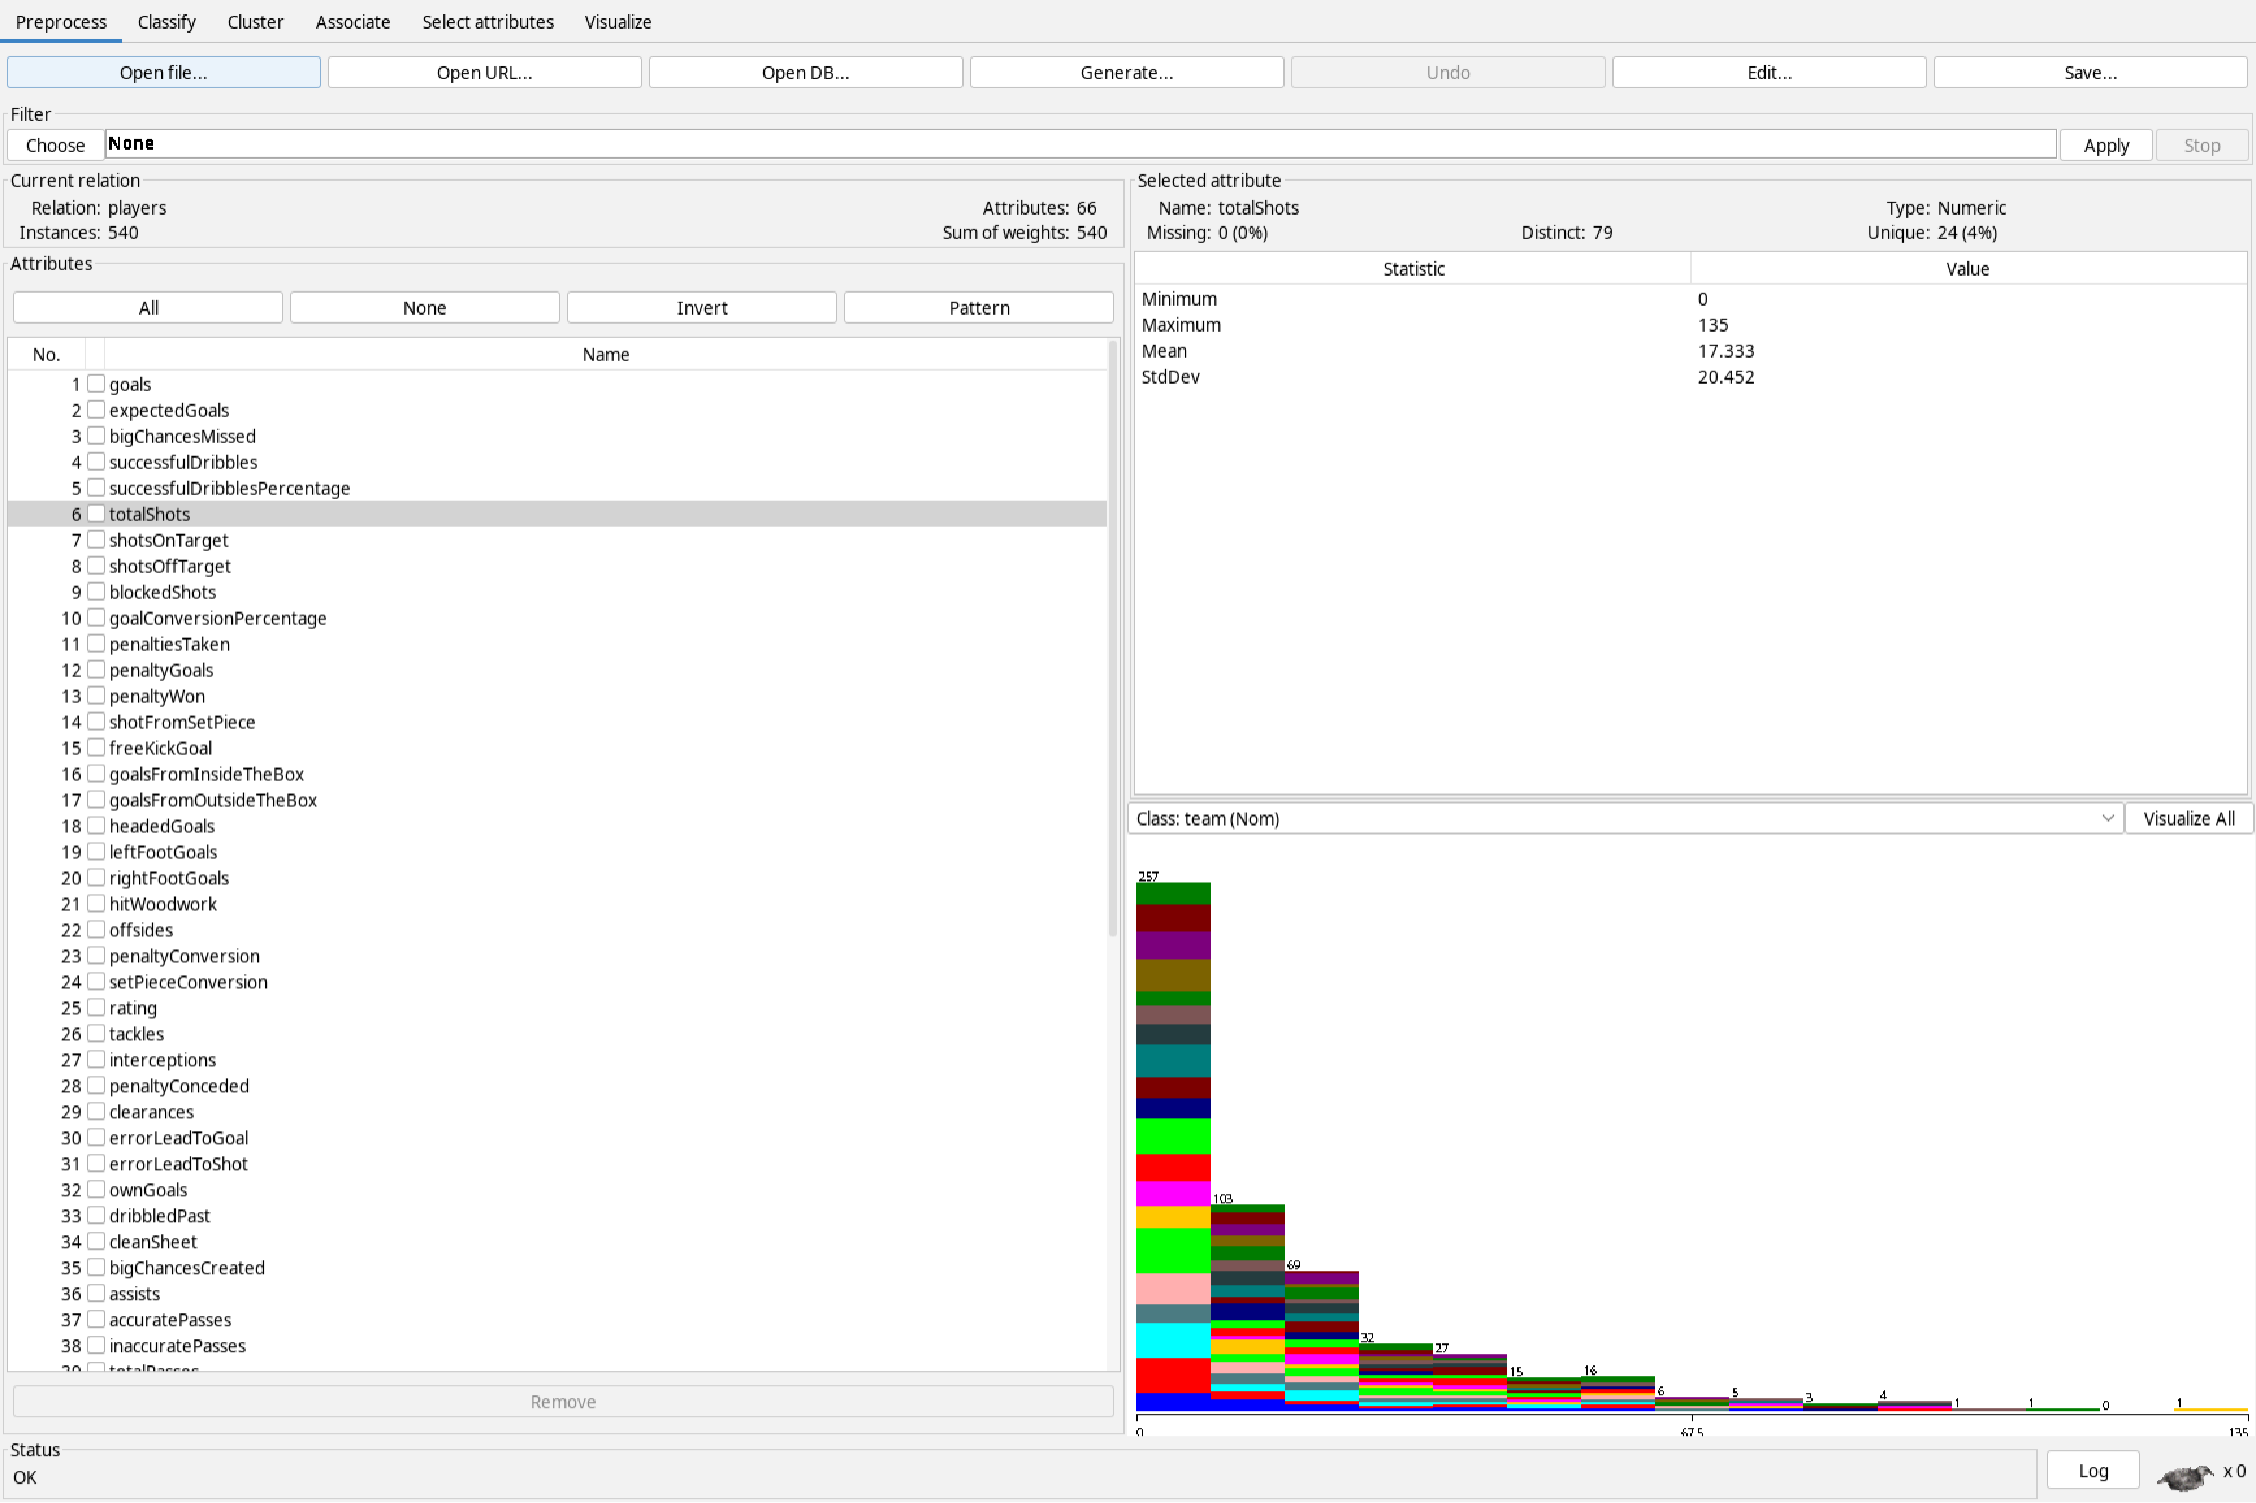 Preprocess Classify Cluster Associate Select attributes Visualize
Open file... Open URL... Open DB... Generate... Undo Edit... Save...
Filter
Choose None Apply Stop
Current relation
Relation: players Attributes: 66
Instances: 540 Sum of weights: 540
Attributes
All None Invert Pattern
No. Name
1 goals
2 expectedGoals
3 bigChancesMissed
4 successfulDribbles
5 successfulDribblesPercentage
6 totalShots
7 shotsOnTarget
8 shotsOffTarget
9 blockedShots
10 goalConversionPercentage
11 penaltiesTaken
12 penaltyGoals
13 penaltyWon
14 shotFromSetPiece
15 freeKickGoal
16 goalsFromInsideTheBox
17 goalsFromOutsideTheBox
18 headedGoals
19 leftFootGoals
20 rightFootGoals
21 hitWoodwork
22 offsides
23 penaltyConversion
24 setPieceConversion
25 rating
26 tackles
27 interceptions
28 penaltyConceded
29 clearances
30 errorLeadToGoal
31 errorLeadToShot
32 ownGoals
33 dribbledPast
34 cleanSheet
35 bigChancesCreated
36 assists
37 accuratePasses
38 inaccuratePasses
39 totalPasses
Remove
Selected attribute
Name: totalShots Type: Numeric
Missing: 0 (0%) Distinct: 79 Unique: 24 (4%)
Statistic Value
Minimum 0
Maximum 135
Mean 17.333
StdDev 20.452
Class: team (Nom) Visualize All
257
103
69
32
27
15
16
6
5
3
4
1
1
0
1
0 67.5 135
Status
OK
Log x 0